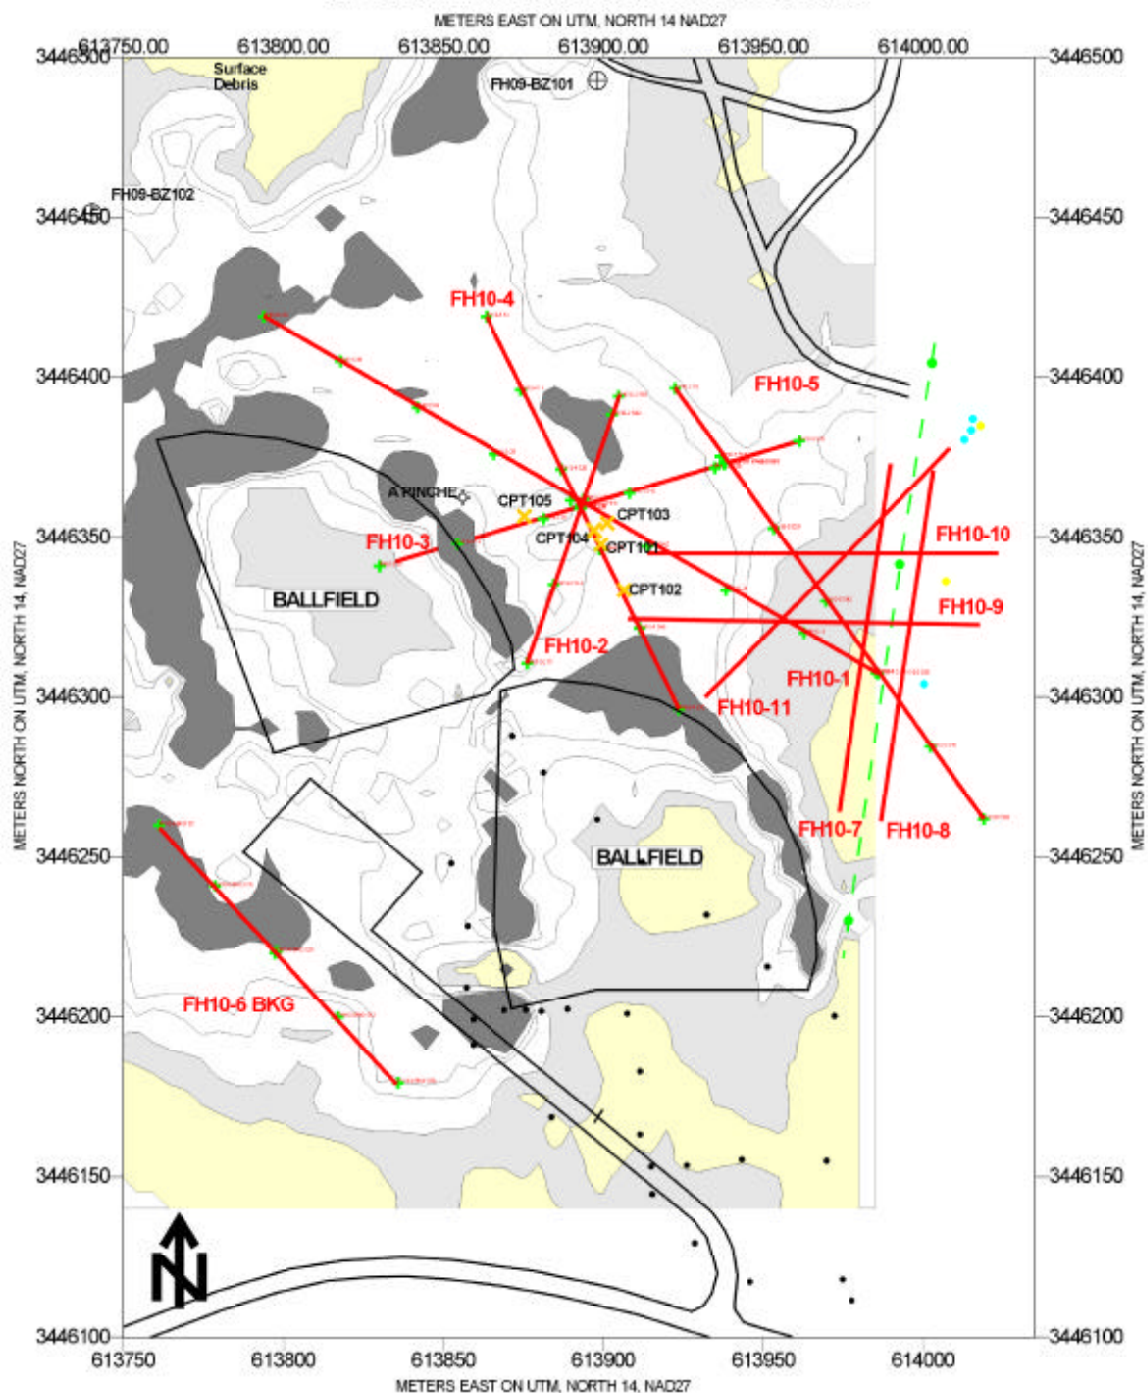 METERS EAST ON UTM, NORTH 14 NAD27
613750.00 613800.00 613850.00 613900.00 613950.00 614000.00
3446500 3446500
Surface
Debris
FH09-BZ101
FH09-BZ102
3446450 3446450
FH10-4
3446400 3446400
FH10-5
A PINCHE
CPT105
CPT103
FH10-3
CPT104
CPT101
FH10-10
3446350 3446350
CPT102
BALLFIELD
FH10-9
FH10-2
FH10-1
3446300 3446300
FH10-11
FH10-7
FH10-8
BALLFIELD
3446250 3446250
FH10-6 BKG
3446200 3446200
3446150 3446150
N
3446100 3446100
613750 613800 613850 613900 613950 614000
METERS EAST ON UTM, NORTH 14, NAD27
METERS NORTH ON UTM, NORTH 14, NAD27
METERS NORTH ON UTM, NORTH 14, NAD27